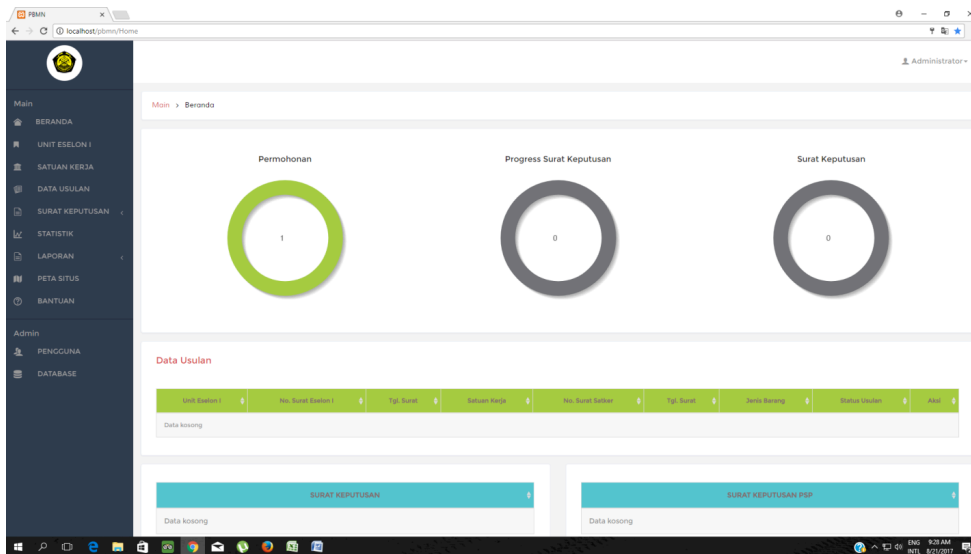 PBMN
localhost/pbmn/Home
Administrator
Main
BERANDA
UNIT ESELON I
SATUAN KERJA
DATA USULAN
SURAT KEPUTUSAN
STATISTIK
LAPORAN
PETA SITUS
BANTUAN
Admin
PENGGUNA
DATABASE
Main > Beranda
Permohonan Progress Surat Keputusan Surat Keputusan
1 0 0
Data Usulan
Unit Eselon I No. Surat Eselon I Tgl. Surat Satuan Kerja No. Surat Satker Tgl. Surat Jenis Barang Status Usulan Aksi
Data kosong
SURAT KEPUTUSAN SURAT KEPUTUSAN PSP
Data kosong Data kosong
ENG 9:28 AM
INTL 8/21/2017